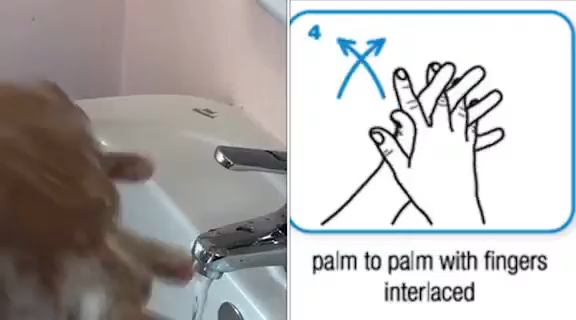 4
palm to palm with fingers
interlaced